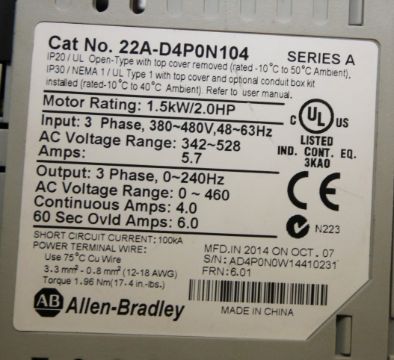 Cat No. 22A-D4P0N104 SERIES A
IP20 / UL Open-Type with top cover removed (rated -10°C to 50°C Ambient).
IP30 / NEMA 1 / UL Type 1 with top cover and optional conduit box kit
installed (rated -10°C to 40°C Ambient). Refer to user manual.
Motor Rating: 1.5kW/2.0HP
Input: 3 Phase, 380~480V, 48~63Hz
AC Voltage Range: 342~528
Amps: 5.7
Output: 3 Phase, 0~240Hz
AC Voltage Range: 0 ~ 460
Continuous Amps: 4.0
60 Sec Ovld Amps: 6.0
C UL US
LISTED
IND. CONT. EQ.
3KA0
CE
N223
SHORT CIRCUIT CURRENT: 100kA
POWER TERMINAL WIRE:
Use 75°C Cu Wire
3.3 mm² - 0.8 mm² (12-18 AWG)
Torque 1.96 Nm (17.4 in.-lbs.)
MFD.IN 2014 ON OCT. 07
S/N: AD4P0N0W14410231
FRN: 6.01
AB Allen-Bradley
MADE IN CHINA